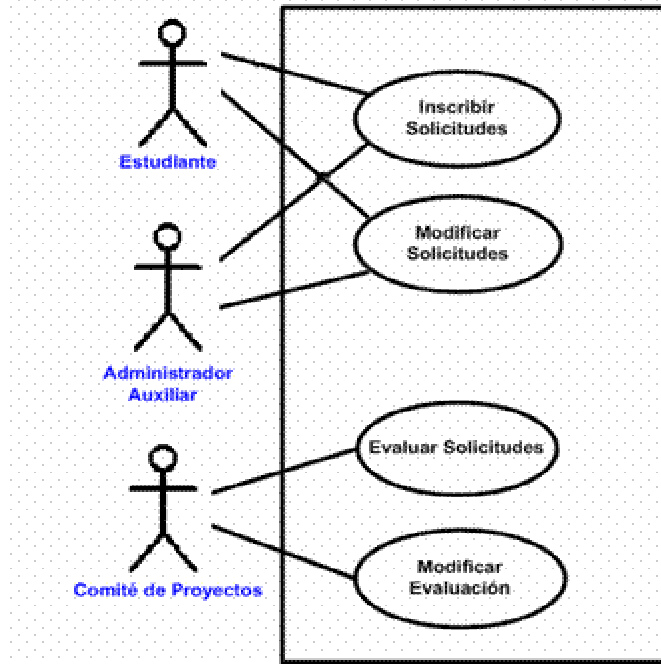 Inscribir
Solicitudes
Estudiante
Modificar
Solicitudes
Administrador
Auxiliar
Evaluar Solicitudes
Modificar
Evaluación
Comité de Proyectos